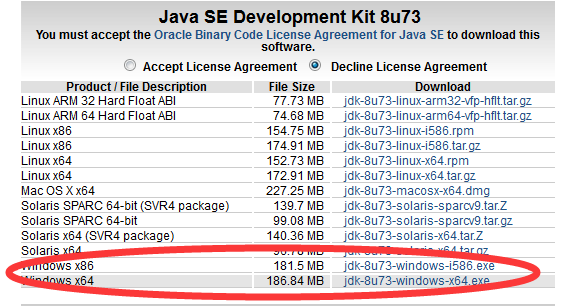 Java SE Development Kit 8u73
You must accept the Oracle Binary Code License Agreement for Java SE to download this
software.
Accept License Agreement Decline License Agreement
Product / File Description File Size Download
Linux ARM 32 Hard Float ABI 77.73 MB jdk-8u73-linux-arm32-vfp-hflt.tar.gz
Linux ARM 64 Hard Float ABI 74.68 MB jdk-8u73-linux-arm64-vfp-hflt.tar.gz
Linux x86 154.75 MB jdk-8u73-linux-i586.rpm
Linux x86 174.91 MB jdk-8u73-linux-i586.tar.gz
Linux x64 152.73 MB jdk-8u73-linux-x64.rpm
Linux x64 172.91 MB jdk-8u73-linux-x64.tar.gz
Mac OS X x64 227.25 MB jdk-8u73-macosx-x64.dmg
Solaris SPARC 64-bit (SVR4 package) 139.7 MB jdk-8u73-solaris-sparcv9.tar.Z
Solaris SPARC 64-bit 99.08 MB jdk-8u73-solaris-sparcv9.tar.gz
Solaris x64 (SVR4 package) 140.36 MB jdk-8u73-solaris-x64.tar.Z
Solaris x64 MB jdk-8u73-solaris-x64.tar.gz
Windows x86 181.5 MB jdk-8u73-windows-i586.exe
Windows x64 186.84 MB jdk-8u73-windows-x64.exe